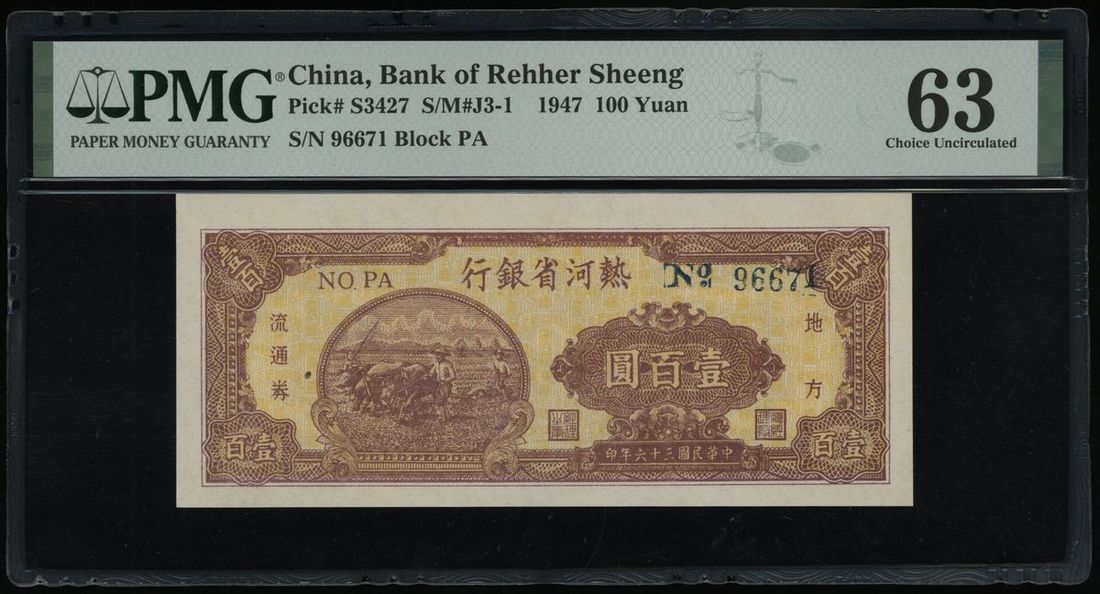 PMG®
PAPER MONEY GUARANTY
China, Bank of Rehher Sheeng
Pick# S3427 S/M#J3-1 1947 100 Yuan
S/N 96671 Block PA
63
Choice Uncirculated
百壹
壹百
行銀省河熱
NO. PA
No 96671
流通券
地方
圓百壹
百壹
百壹
印年六十三國民華中